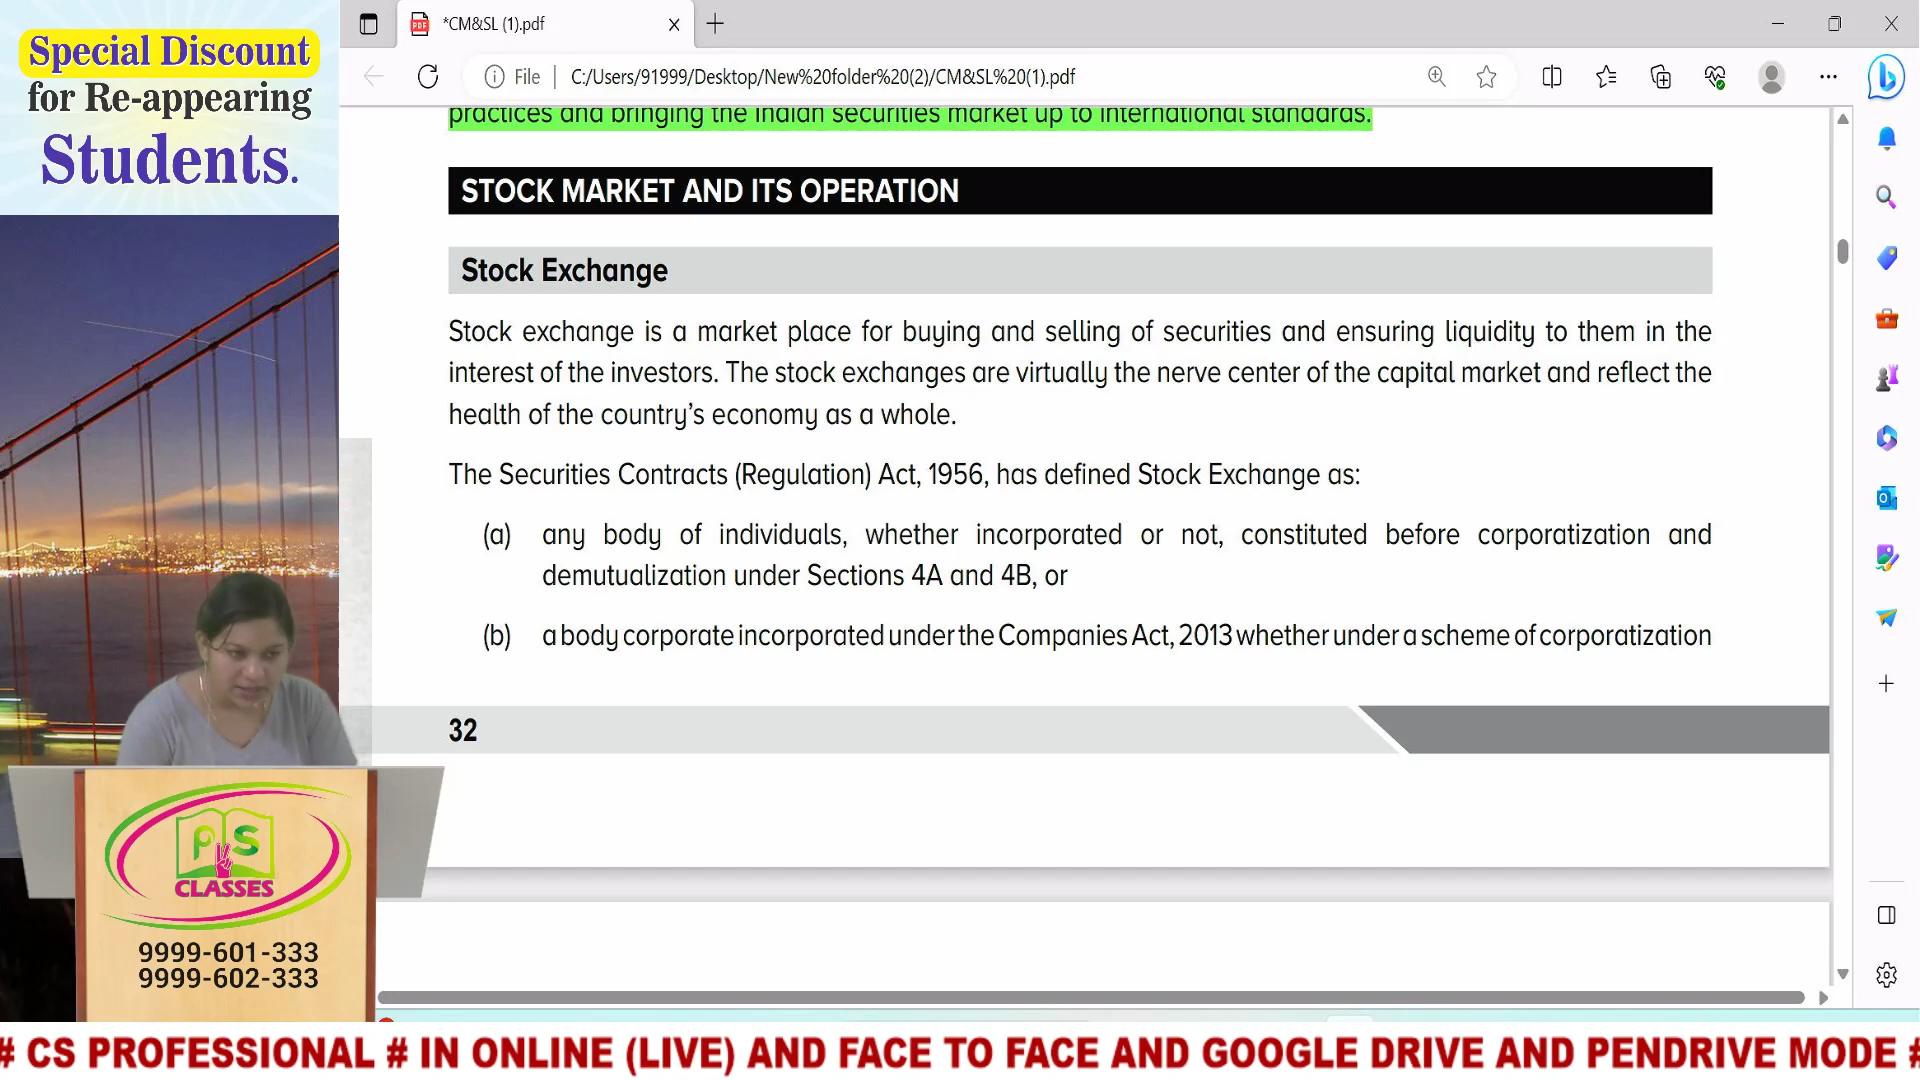 Special Discount
for Re-appearing
Students.
*CM&SL (1).pdf
File
C:/Users/91999/Desktop/New%20folder%20(2)/CM&SL%20(1).pdf
practices and bringing the Indian securities market up to international standards.
STOCK MARKET AND ITS OPERATION
Stock Exchange
Stock exchange is a market place for buying and selling of securities and ensuring liquidity to them in the
interest of the investors. The stock exchanges are virtually the nerve center of the capital market and reflect the
health of the country's economy as a whole.
The Securities Contracts (Regulation) Act, 1956, has defined Stock Exchange as:
(a) any body of individuals, whether incorporated or not, constituted before corporatization and
demutualization under Sections 4A and 4B, or
(b) a body corporate incorporated under the Companies Act, 2013 whether under a scheme of corporatization
32
PS
CLASSES
9999-601-333
9999-602-333
# CS PROFESSIONAL # IN ONLINE (LIVE) AND FACE TO FACE AND GOOGLE DRIVE AND PENDRIVE MODE #